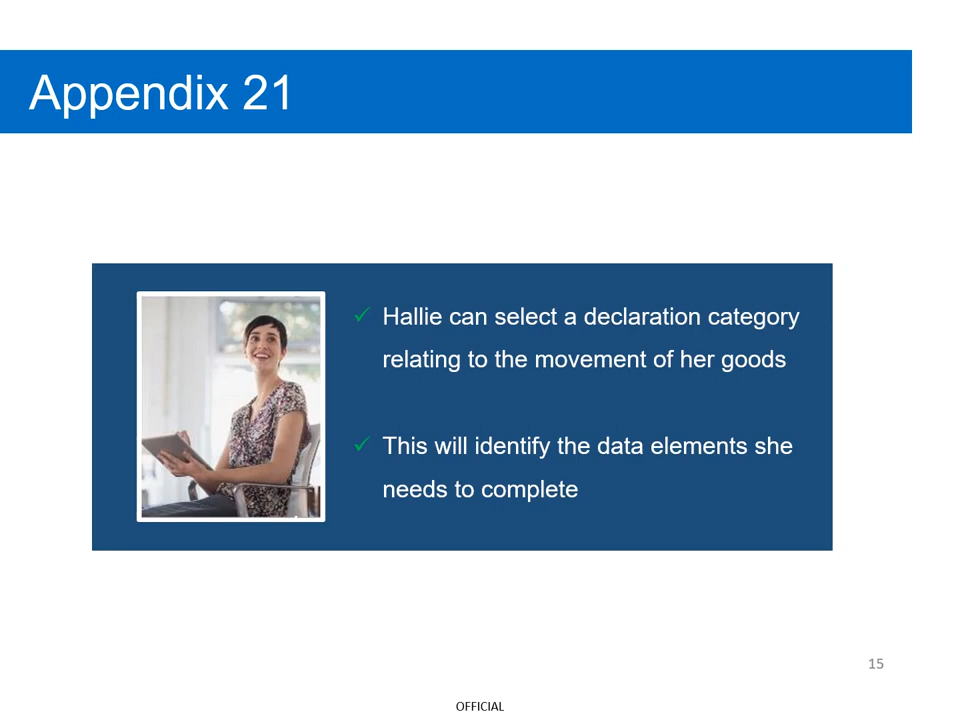 Appendix 21
✓ Hallie can select a declaration category
relating to the movement of her goods
✓ This will identify the data elements she
needs to complete
15
OFFICIAL